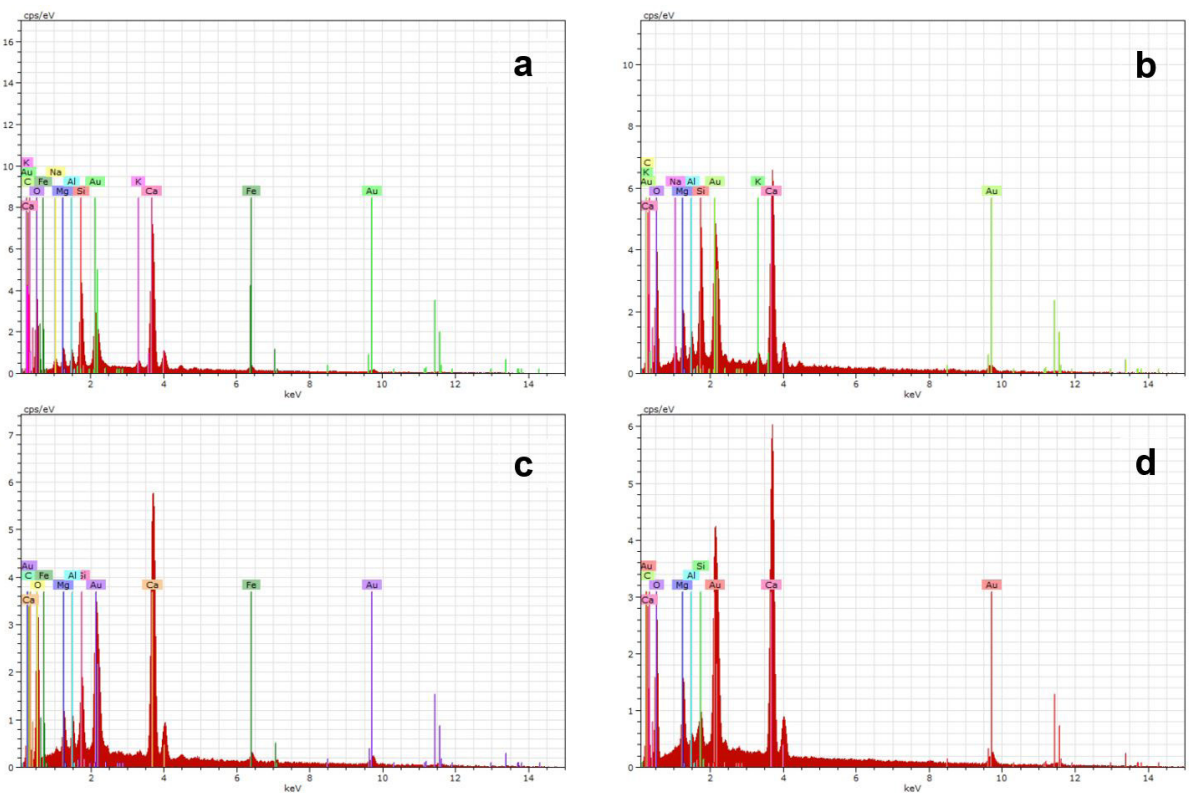 cps/eV
a
16
14
12
10
8
6
4
2
0
K
Au Na
C Fe Al Au K
O Mg Si Ca Fe Au
Ca
2 4 6 8 10 12 14
keV
cps/eV
b
10
8
6
4
2
0
C
K
Au Na Al Au K
O Mg Si Ca Au
Ca
2 4 6 8 10 12 14
keV
cps/eV
c
7
6
5
4
3
2
1
0
Au
C Fe Al Si
O Mg Au Ca Fe Au
Ca
2 4 6 8 10 12 14
keV
cps/eV
d
6
5
4
3
2
1
0
Au Si
C Al
O Mg Au Ca Au
Ca
2 4 6 8 10 12 14
keV